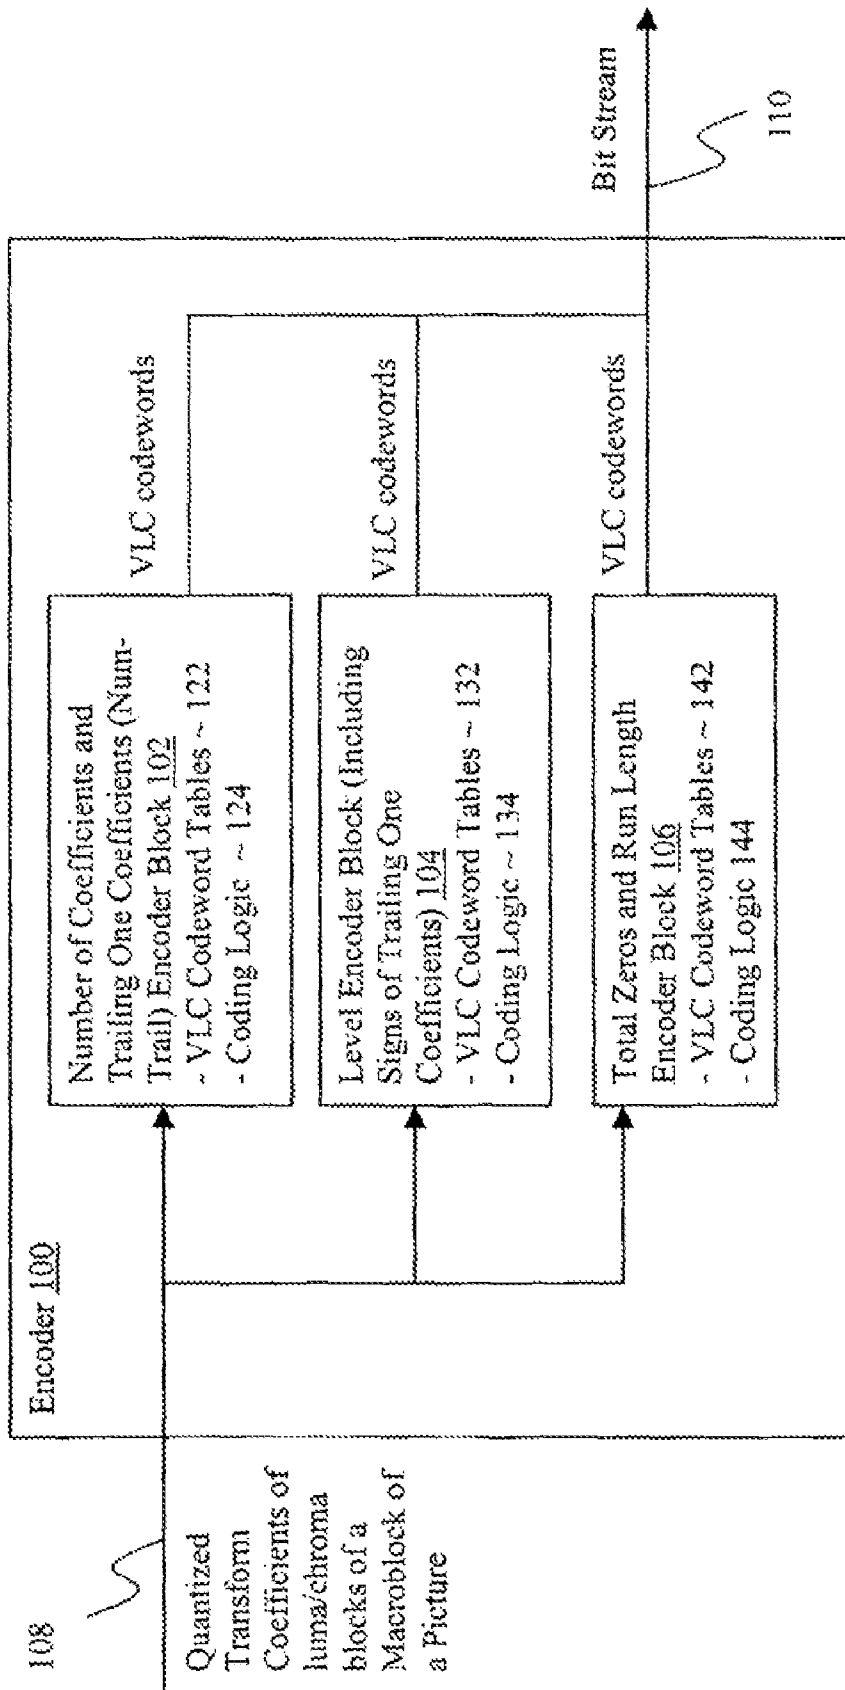 108
Quantized
Transform
Coefficients of
luma/chroma
blocks of a
Macroblock of
a Picture
Encoder 100
Number of Coefficients and
Trailing One Coefficients (Num-
Trail) Encoder Block 102
- VLC Codeword Tables ~ 122
- Coding Logic ~ 124
Level Encoder Block (Including
Signs of Trailing One
Coefficients) 104
- VLC Codeword Tables ~ 132
- Coding Logic ~ 134
Total Zeros and Run Length
Encoder Block 106
- VLC Codeword Tables ~ 142
- Coding Logic 144
VLC codewords
VLC codewords
VLC codewords
Bit Stream
110